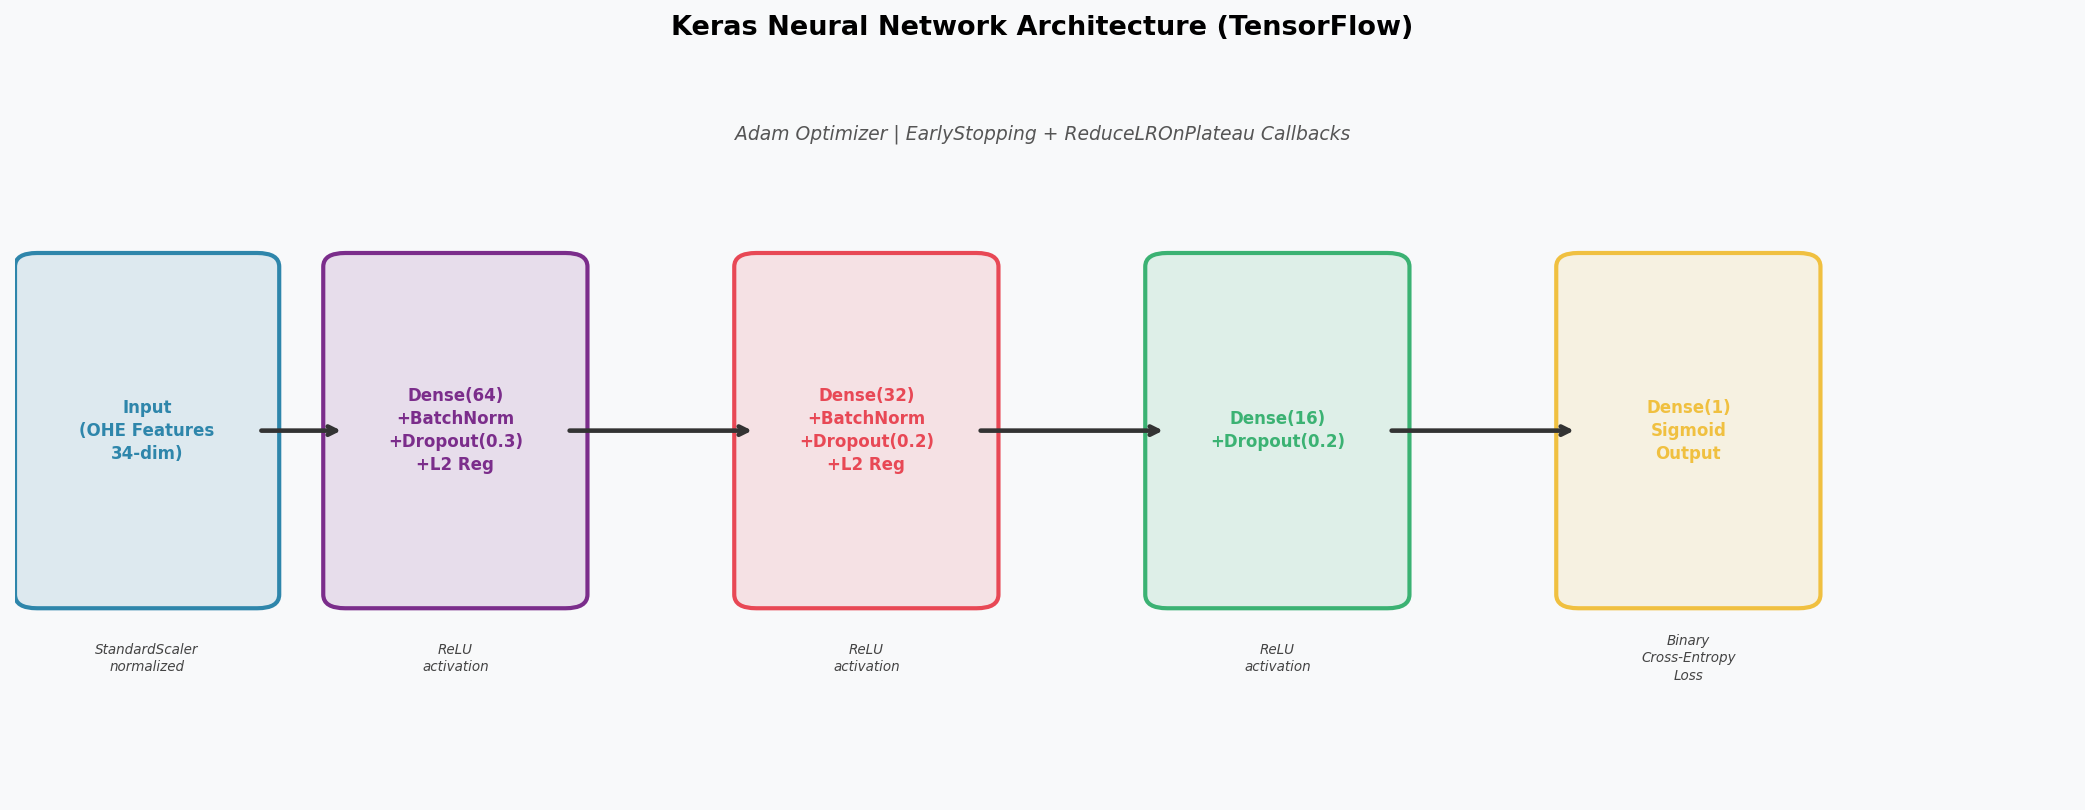 Keras Neural Network Architecture (TensorFlow)
Adam Optimizer | EarlyStopping + ReduceLROnPlateau Callbacks
Input
(OHE Features
34-dim)
StandardScaler
normalized
Dense(64)
+BatchNorm
+Dropout(0.3)
+L2 Reg
ReLU
activation
Dense(32)
+BatchNorm
+Dropout(0.2)
+L2 Reg
ReLU
activation
Dense(16)
+Dropout(0.2)
ReLU
activation
Dense(1)
Sigmoid
Output
Binary
Cross-Entropy
Loss